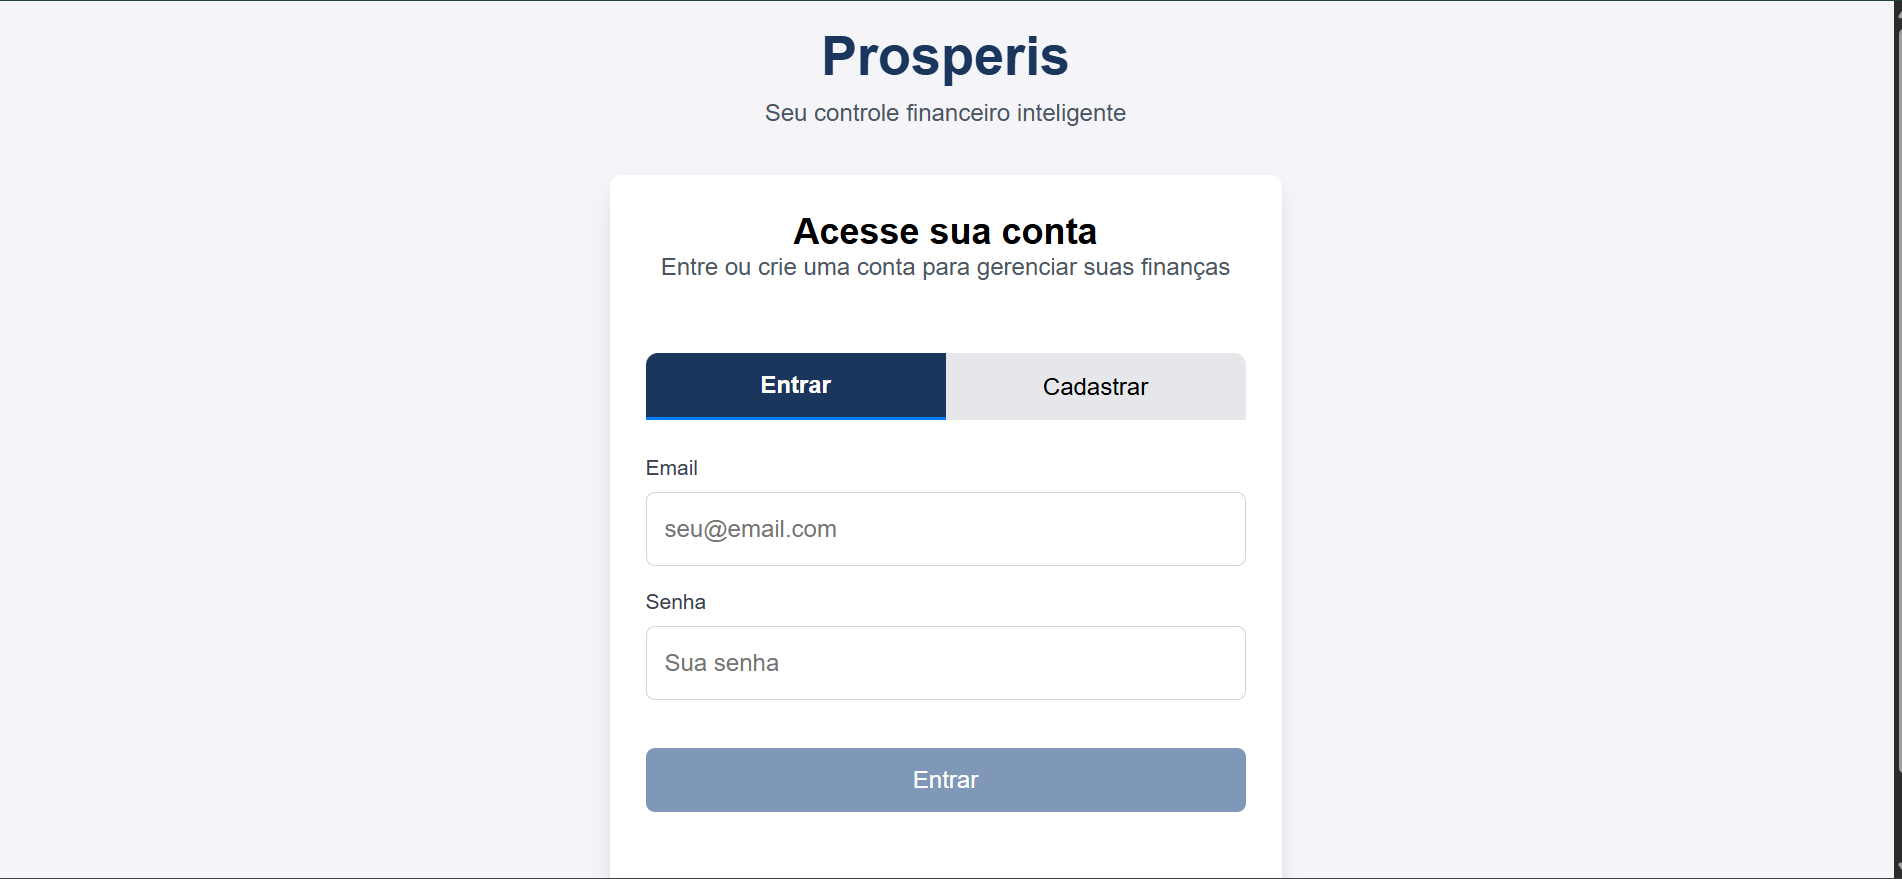 Prosperis
Seu controle financeiro inteligente
Acesse sua conta
Entre ou crie uma conta para gerenciar suas finanças
Entrar
Cadastrar
Email
seu@email.com
Senha
Sua senha
Entrar